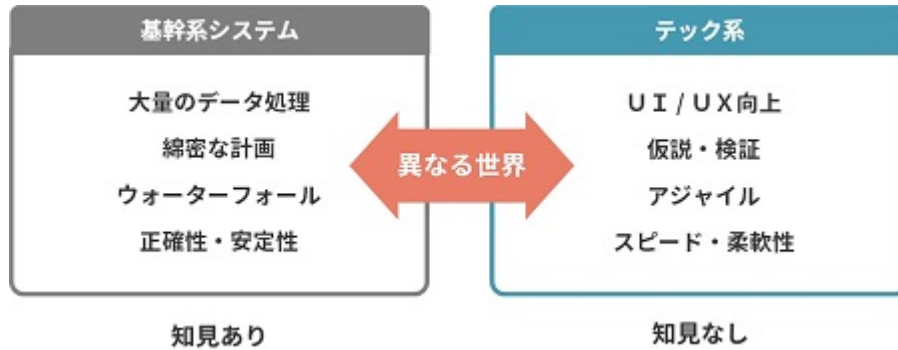 基幹系システム
大量のデータ処理
綿密な計画
ウォーターフォール
正確性・安定性
知見あり
異なる世界
テック系
ＵＩ/ＵＸ向上
仮説・検証
アジャイル
スピード・柔軟性
知見なし